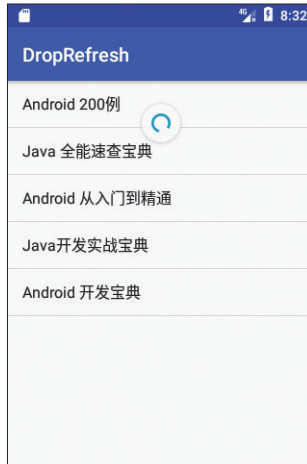 4G 8:32
DropRefresh
Android 200例
Java 全能速查宝典
Android 从入门到精通
Java开发实战宝典
Android 开发宝典